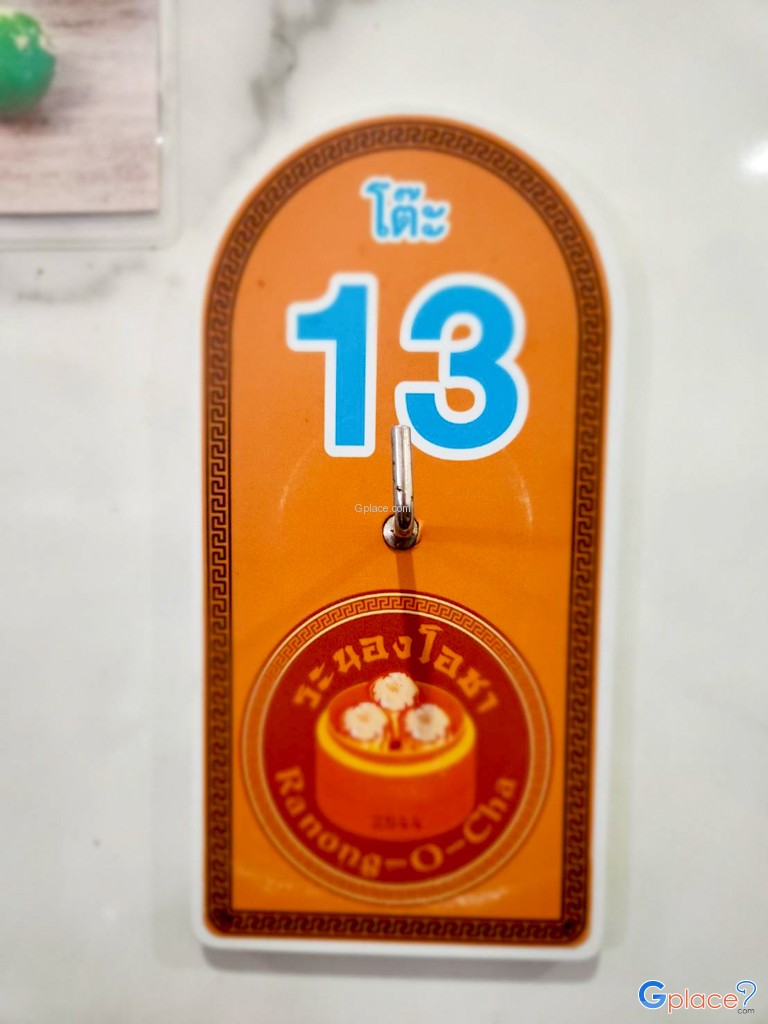 โต๊ะ
13
Gplace.com
ระนองโอชา
2544
Ranong-O-Cha
Gplace
.com